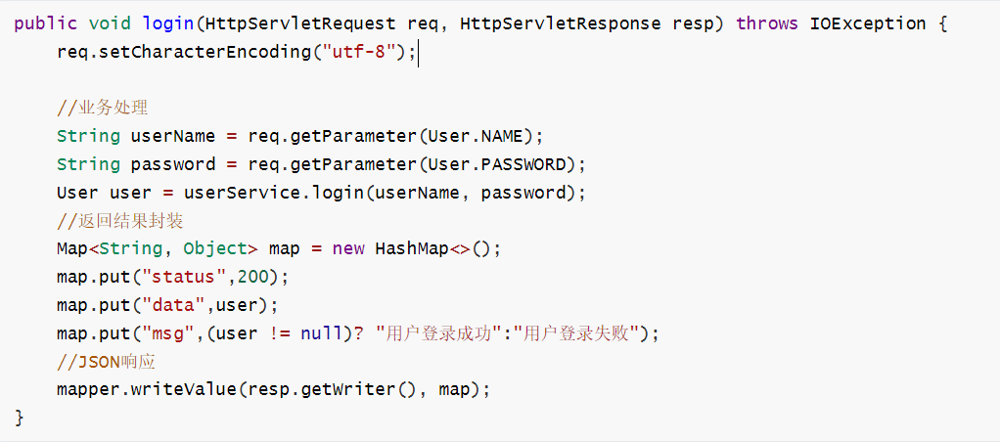 public void login(HttpServletRequest req, HttpServletResponse resp) throws IOException {
    req.setCharacterEncoding("utf-8");

    //业务处理
    String userName = req.getParameter(User.NAME);
    String password = req.getParameter(User.PASSWORD);
    User user = userService.login(userName, password);
    //返回结果封装
    Map<String, Object> map = new HashMap<>();
    map.put("status",200);
    map.put("data",user);
    map.put("msg",(user != null)? "用户登录成功":"用户登录失败");
    //JSON响应
    mapper.writeValue(resp.getWriter(), map);
}